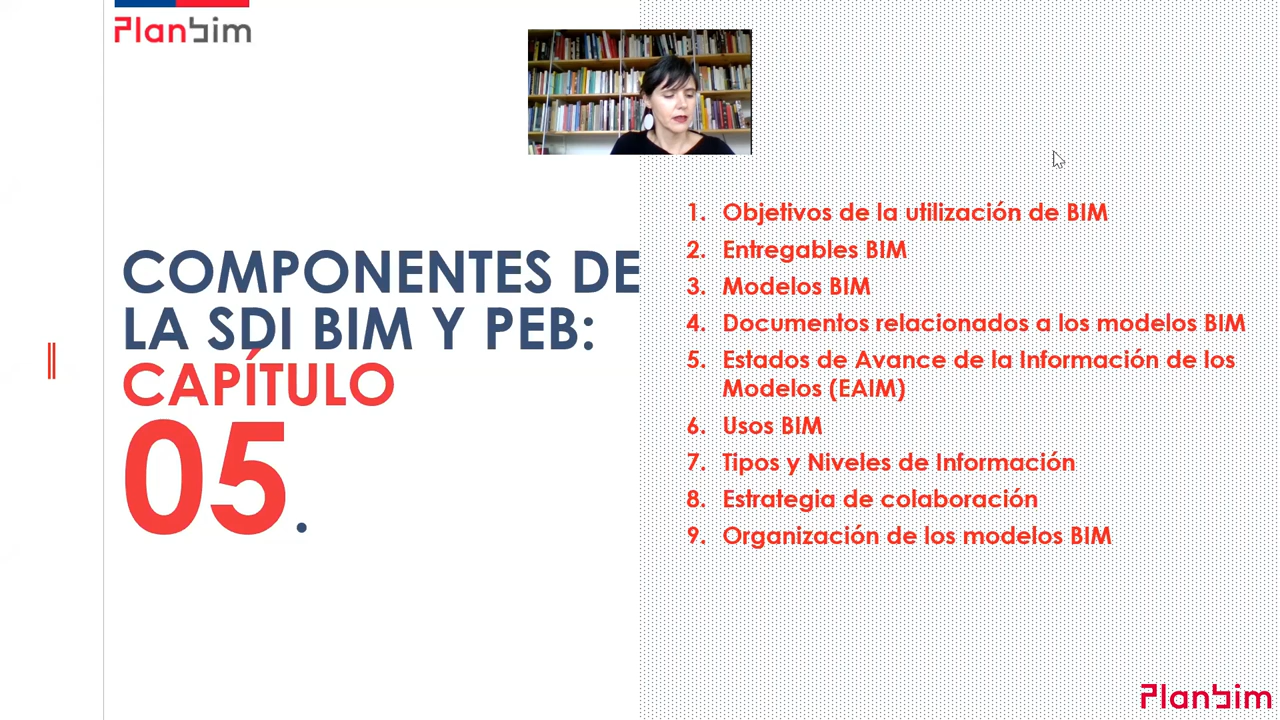 Planbim
COMPONENTES DE
LA SDI BIM Y PEB:
CAPÍTULO
05.
1. Objetivos de la utilización de BIM
2. Entregables BIM
3. Modelos BIM
4. Documentos relacionados a los modelos BIM
5. Estados de Avance de la Información de los
Modelos (EAIM)
6. Usos BIM
7. Tipos y Niveles de Información
8. Estrategia de colaboración
9. Organización de los modelos BIM
Planbim